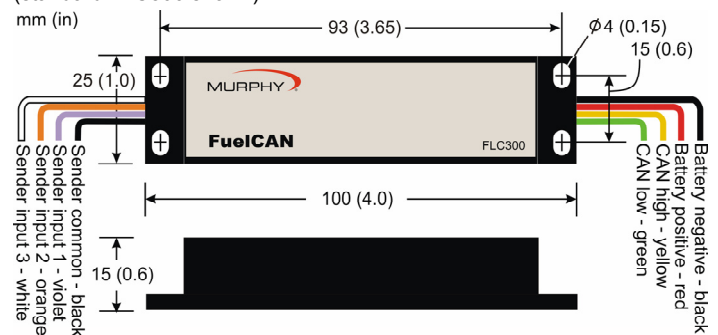 mm (in)
93 (3.65)
Ø4 (0.15)
15 (0.6)
25 (1.0)
MURPHY
FuelCAN
FLC300
Sender input 3 - white
Sender input 2 - orange
Sender input 1 - violet
Sender common - black
CAN low - green
CAN high - yellow
Battery positive - red
Battery negative - black
100 (4.0)
15 (0.6)